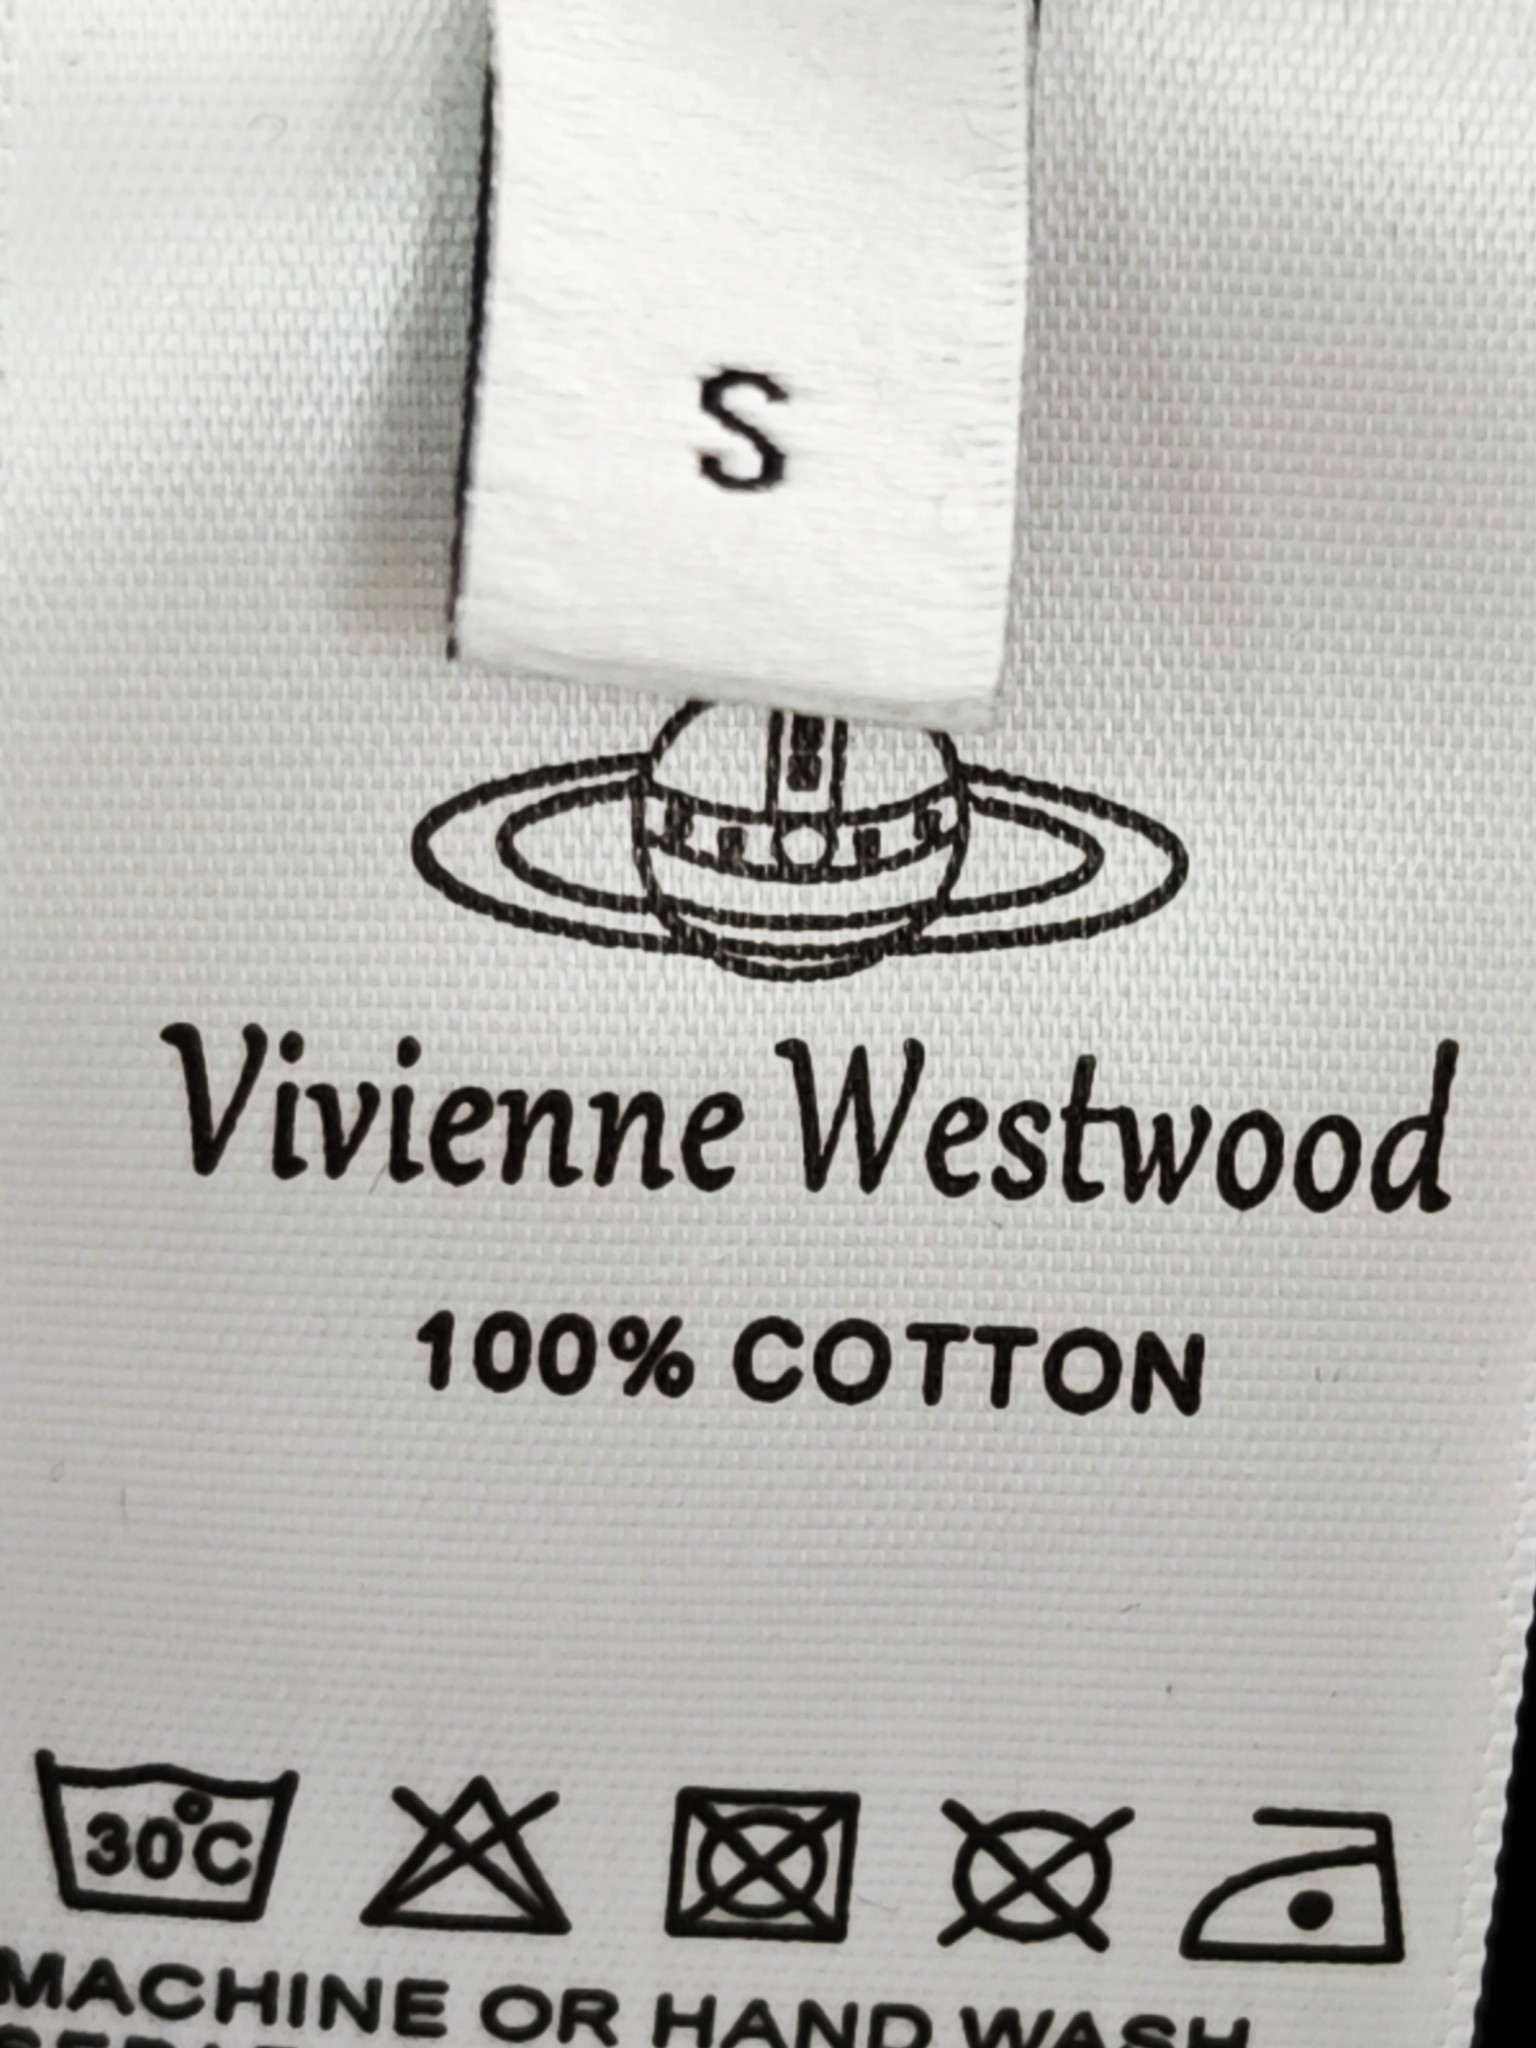 S
Vivienne Westwood
100% COTTON
30°C
MACHINE OR HAND WASH